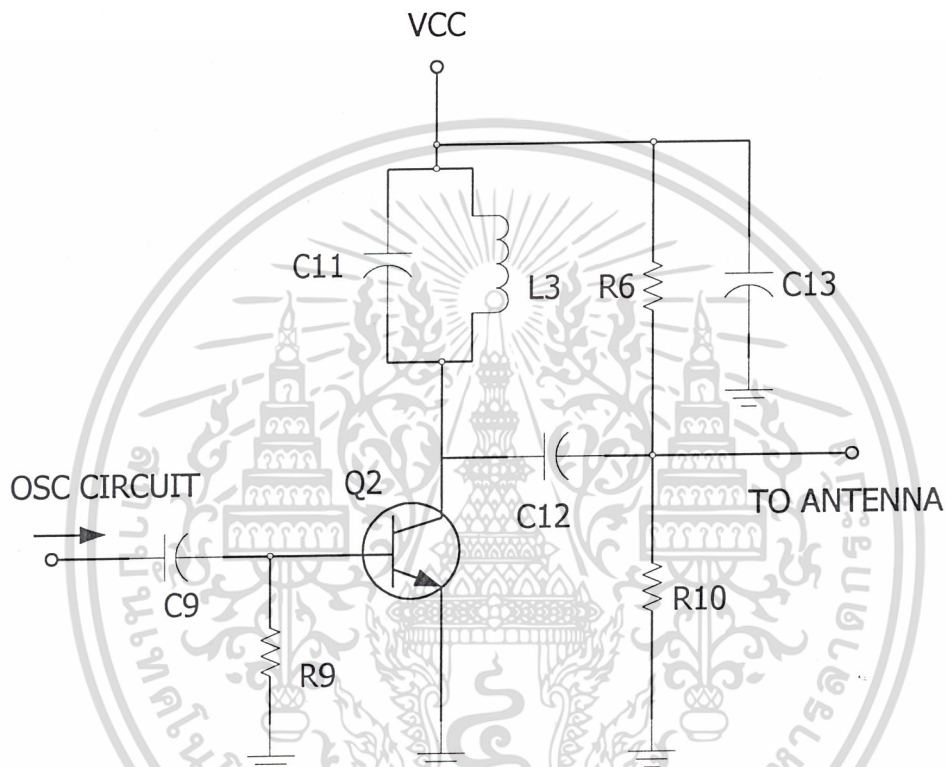 VCC
C11
L3
R6
C13
OSC CIRCUIT
Q2
C12
TO ANTENNA
C9
R9
R10